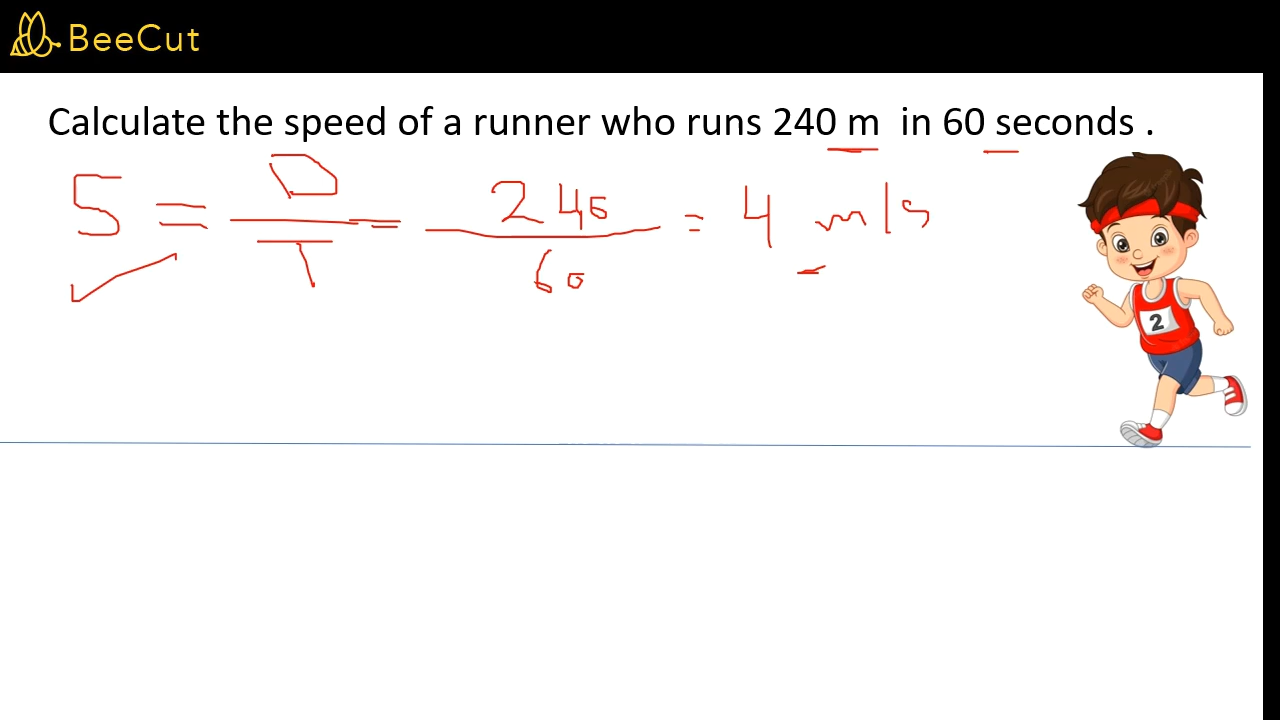 BeeCut
Calculate the speed of a runner who runs 240 m in 60 seconds .
S = D / T = 240 / 60 = 4 m/s
2